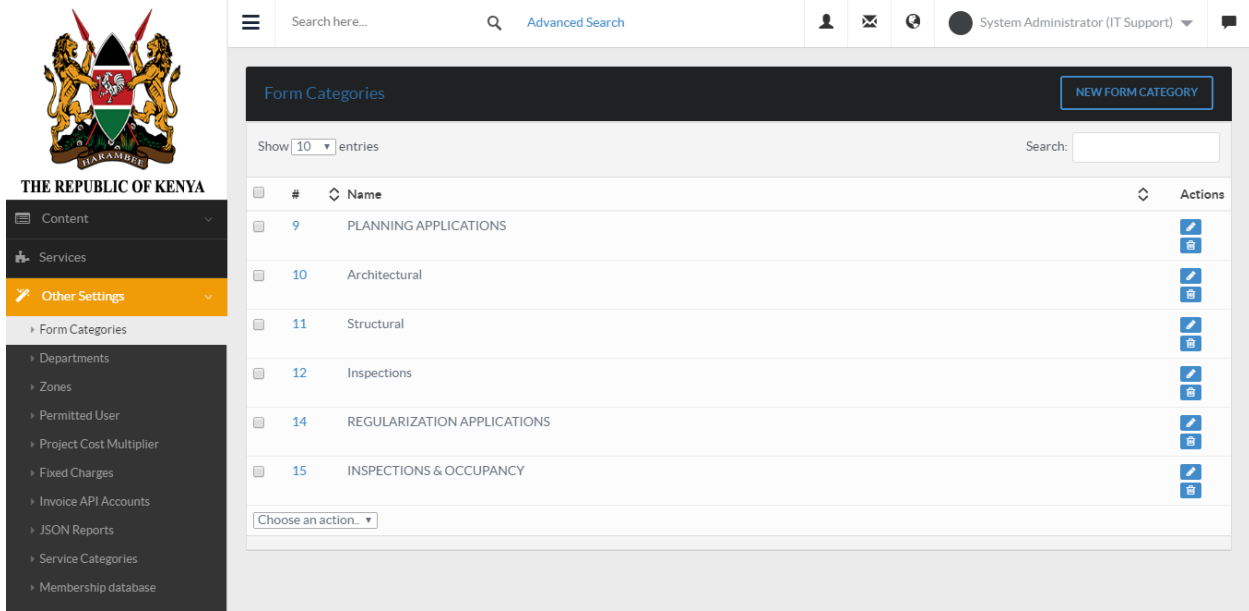 Search here...
Advanced Search
System Administrator (IT Support)
HARAMBEE
THE REPUBLIC OF KENYA
Content
Services
Other Settings
Form Categories
Departments
Zones
Permitted User
Project Cost Multiplier
Fixed Charges
Invoice API Accounts
JSON Reports
Service Categories
Membership database
Form Categories
NEW FORM CATEGORY
Show 10 entries
Search:
# Name Actions
9 PLANNING APPLICATIONS
10 Architectural
11 Structural
12 Inspections
14 REGULARIZATION APPLICATIONS
15 INSPECTIONS & OCCUPANCY
Choose an action..